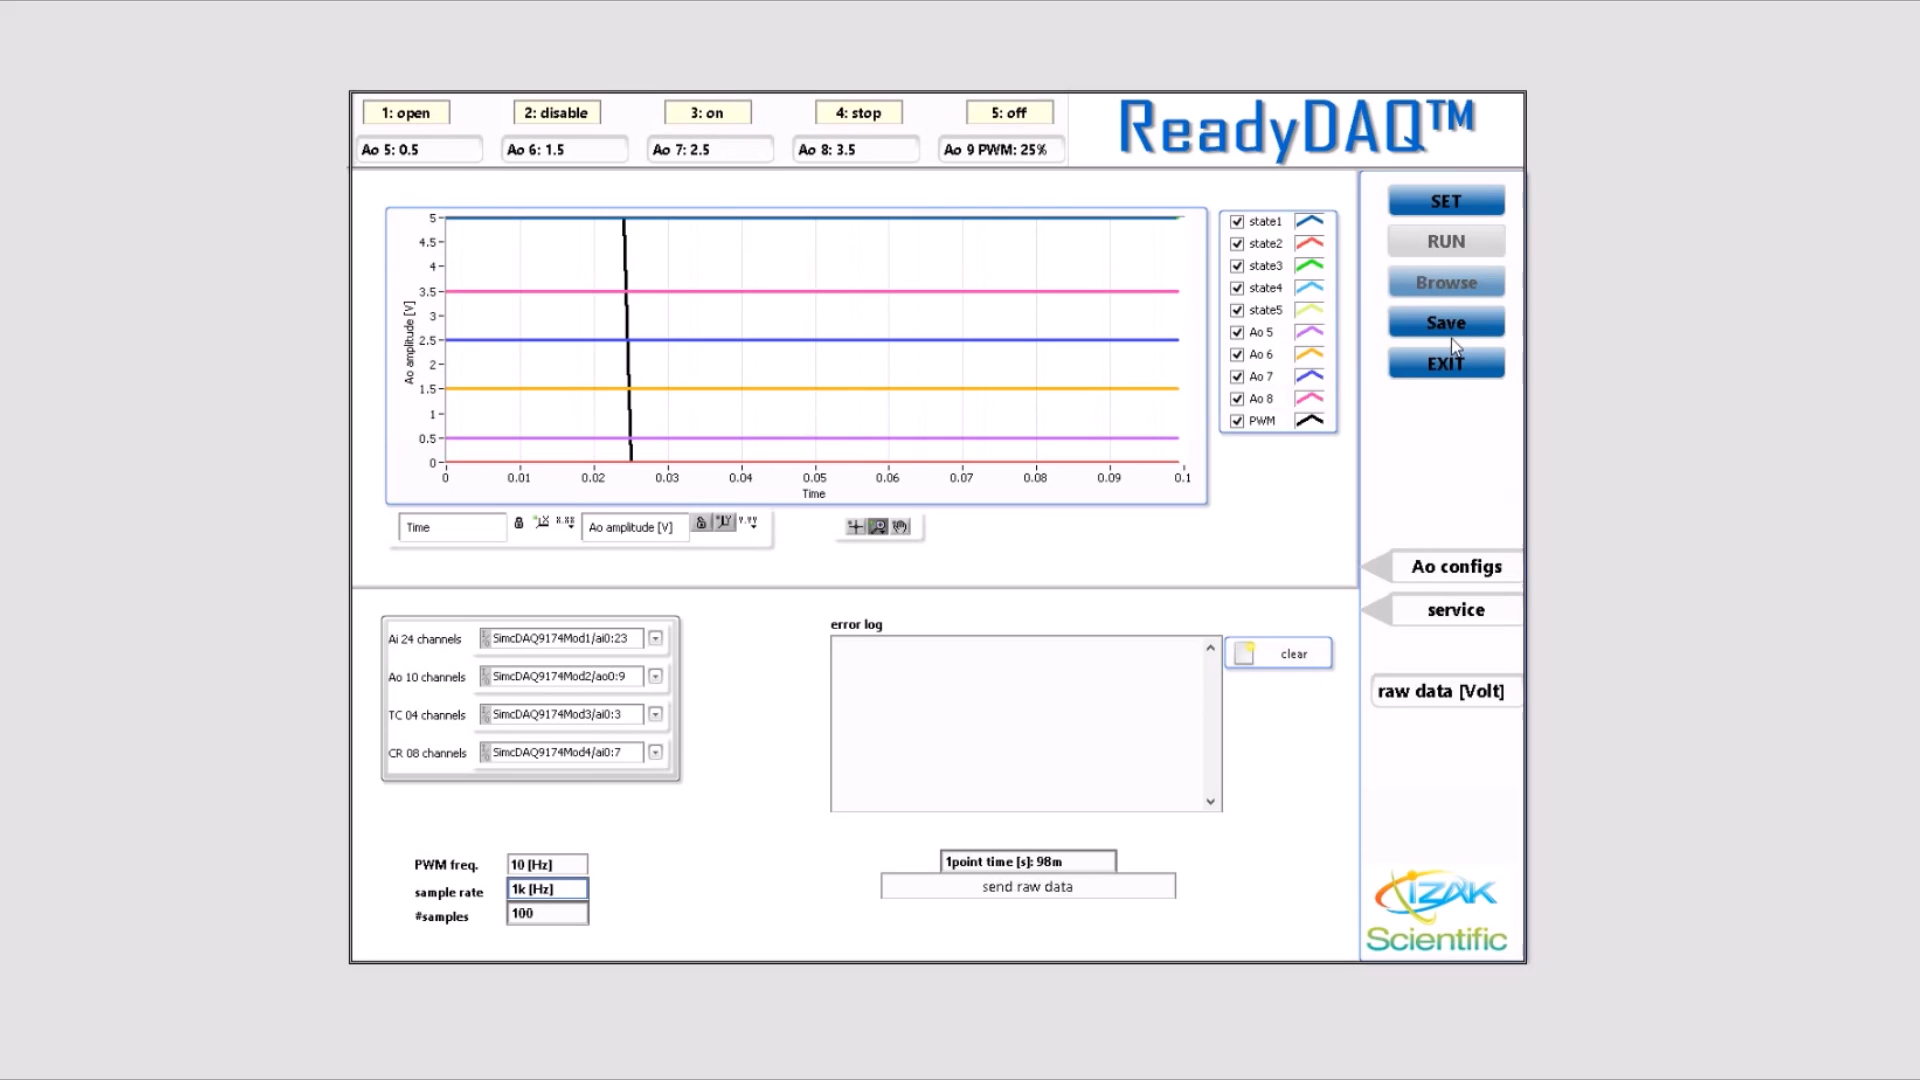 1: open
2: disable
3: on
4: stop
5: off
Ao 5: 0.5
Ao 6: 1.5
Ao 7: 2.5
Ao 8: 3.5
Ao 9 PWM: 25%
ReadyDAQ™
SET
RUN
Browse
Save
EXIT
Ao amplitude [V]
5
4.5
4
3.5
3
2.5
2
1.5
1
0.5
0
0
0.01
0.02
0.03
0.04
0.05
0.06
0.07
0.08
0.09
0.1
Time
state1
state2
state3
state4
state5
Ao 5
Ao 6
Ao 7
Ao 8
PWM
Time
Ao amplitude [V]
Ao configs
service
raw data [Volt]
Ai 24 channels
SimcDAQ9174Mod1/ai0:23
Ao 10 channels
SimcDAQ9174Mod2/ao0:9
TC 04 channels
SimcDAQ9174Mod3/ai0:3
CR 08 channels
SimcDAQ9174Mod4/ai0:7
error log
clear
PWM freq.
10 [Hz]
sample rate
1k [Hz]
#samples
100
1point time [s]: 98m
send raw data
IZAK
Scientific